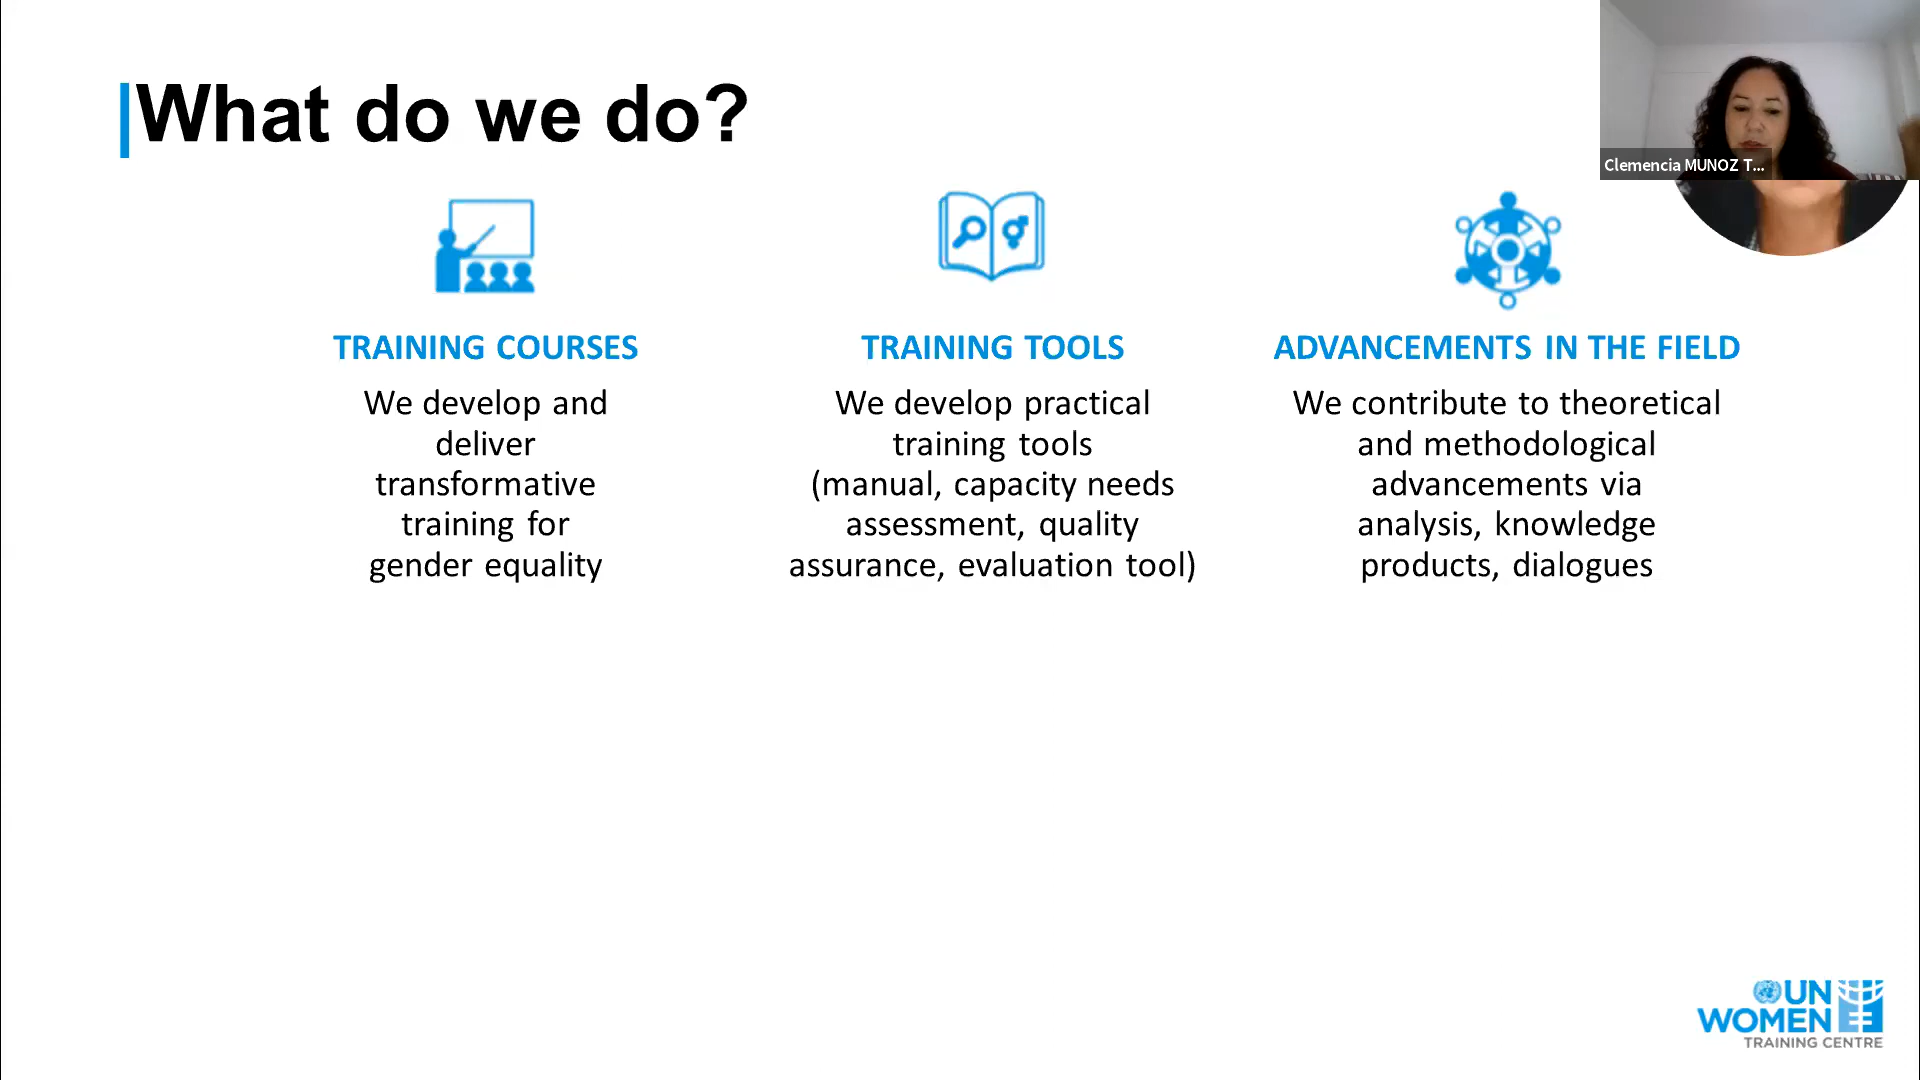 What do we do?
Clemencia MUNOZ T...
TRAINING COURSES
We develop and
deliver
transformative
training for
gender equality
TRAINING TOOLS
We develop practical
training tools
(manual, capacity needs
assessment, quality
assurance, evaluation tool)
ADVANCEMENTS IN THE FIELD
We contribute to theoretical
and methodological
advancements via
analysis, knowledge
products, dialogues
UN
WOMEN
TRAINING CENTRE